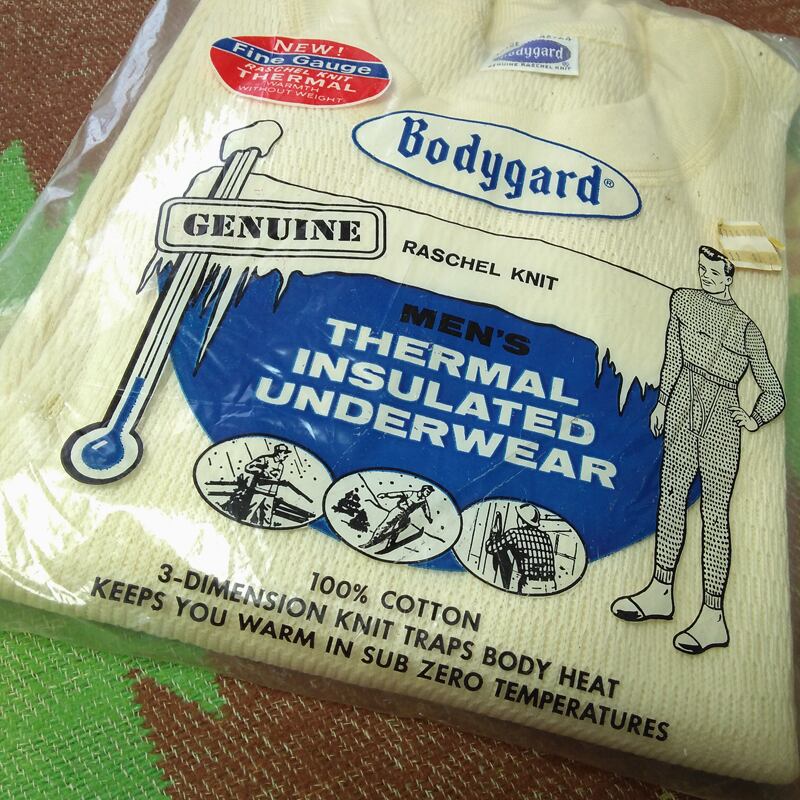 NEW!
Fine Gauge
RASCHEL KNIT
THERMAL
WARMTH
WITHOUT WEIGHT
Bodygard®
GENUINE RASCHEL KNIT
Bodygard®
GENUINE
RASCHEL KNIT
MEN'S
THERMAL
INSULATED
UNDERWEAR
100% COTTON
3-DIMENSION KNIT TRAPS BODY HEAT
KEEPS YOU WARM IN SUB ZERO TEMPERATURES